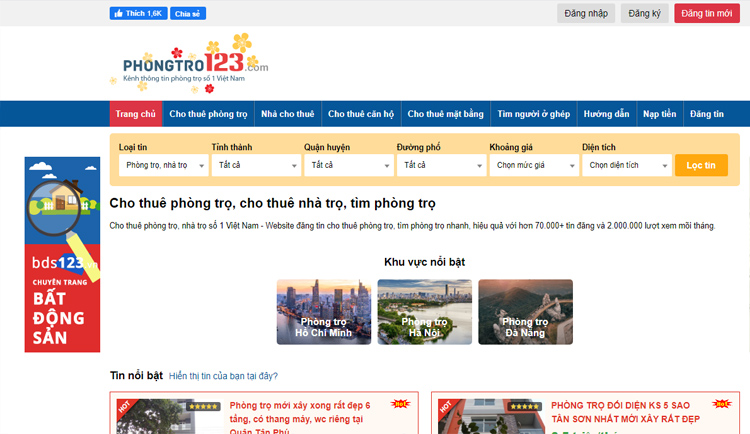 Thích 1,6K Chia sẻ Đăng nhập Đăng ký Đăng tin mới
PHONGTRO123.com
Kênh thông tin phòng trọ số 1 Việt Nam
Trang chủ Cho thuê phòng trọ Nhà cho thuê Cho thuê căn hộ Cho thuê mặt bằng Tìm người ở ghép Hướng dẫn Nạp tiền Đăng tin
Loại tin Tỉnh thành Quận huyện Đường phố Khoảng giá Diện tích
Phòng trọ, nhà trọ Tất cả Tất cả Tất cả Chọn mức giá Chọn diện tích Lọc tin
bds123
CHUYÊN TRANG
BẤT
ĐỘNG
SẢN
Cho thuê phòng trọ, cho thuê nhà trọ, tìm phòng trọ
Cho thuê phòng trọ, nhà trọ số 1 Việt Nam - Website đăng tin cho thuê phòng trọ, tìm phòng trọ nhanh, hiệu quả với hơn 70.000+ tin đăng và 2.000.000 lượt xem mỗi tháng.
Khu vực nổi bật
Phòng trọ
Hồ Chí Minh
Phòng trọ
Hà Nội
Phòng trọ
Đà Nẵng
Tin nổi bật Hiển thị tin của bạn tại đây?
HOT
Phòng trọ mới xây xong rất đẹp 6
tầng, có thang máy, wc riêng tại
Quận Tân Phú
Hot
HOT
PHÒNG TRỌ ĐỐI DIỆN KS 5 SAO
TÂN SƠN NHẤT MỚI XÂY RẤT ĐẸP
Hot